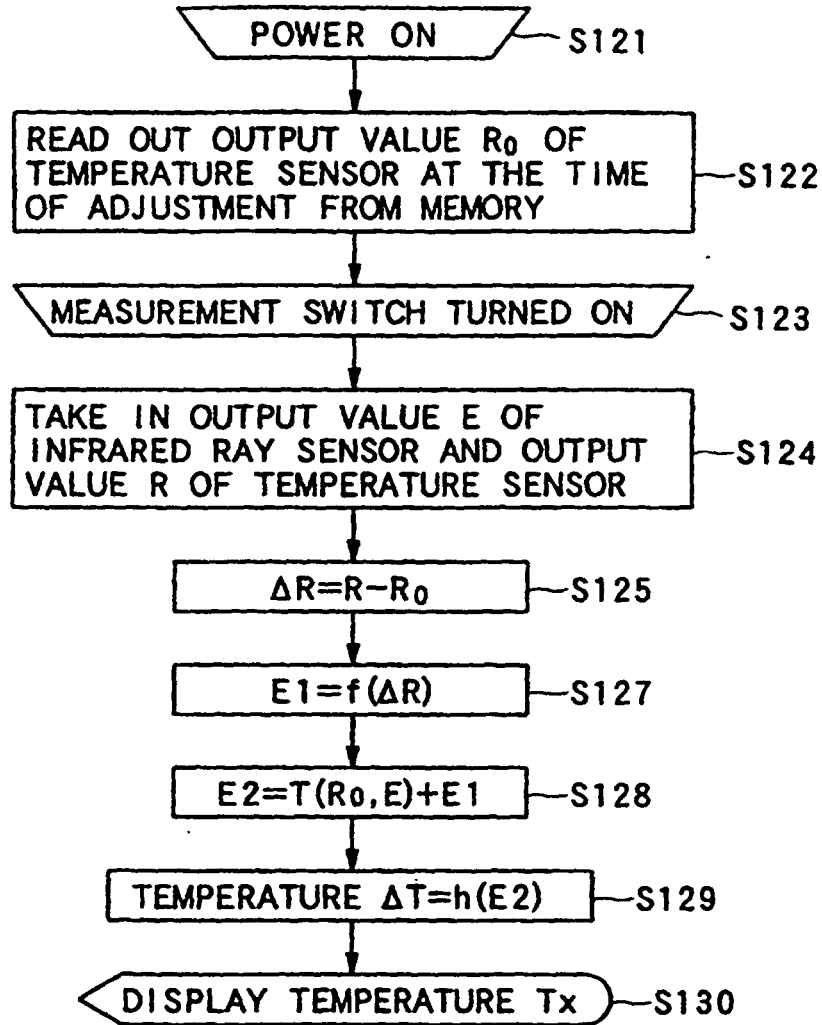 POWER ON
S121
READ OUT OUTPUT VALUE R0 OF
TEMPERATURE SENSOR AT THE TIME
OF ADJUSTMENT FROM MEMORY
S122
MEASUREMENT SWITCH TURNED ON
S123
TAKE IN OUTPUT VALUE E OF
INFRARED RAY SENSOR AND OUTPUT
VALUE R OF TEMPERATURE SENSOR
S124
ΔR=R-R0
S125
E1=f(ΔR)
S127
E2=T(R0,E)+E1
S128
TEMPERATURE ΔT=h(E2)
S129
DISPLAY TEMPERATURE Tx
S130